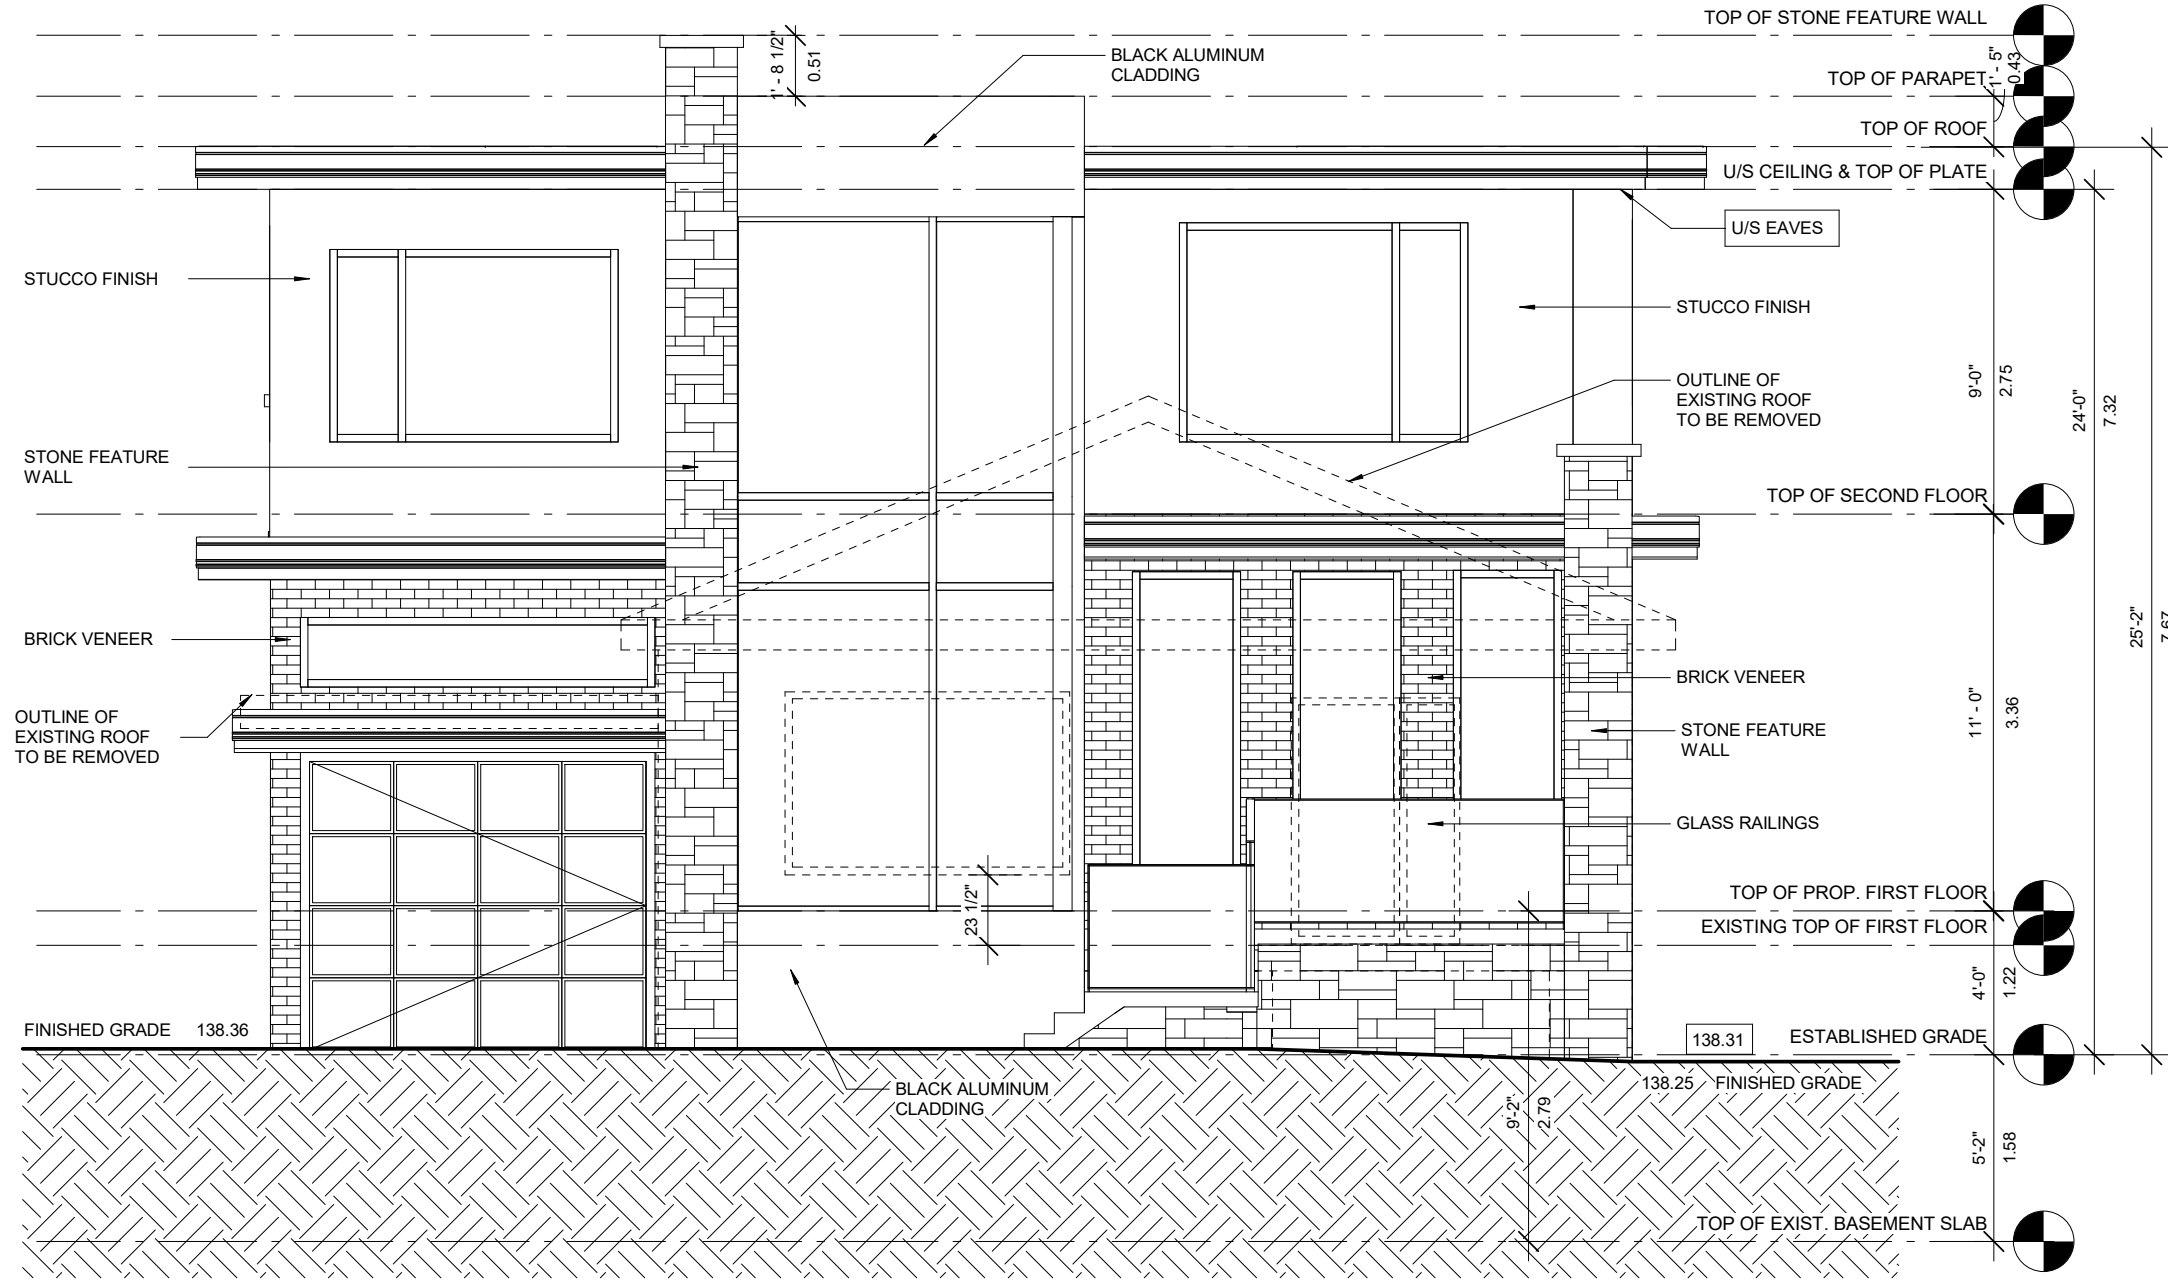 TOP OF STONE FEATURE WALL
1' - 8 1/2"
0.51
BLACK ALUMINUM
CLADDING
1' - 5"
0.43
TOP OF PARAPET
TOP OF ROOF
U/S CEILING & TOP OF PLATE
U/S EAVES
STUCCO FINISH
STUCCO FINISH
OUTLINE OF
EXISTING ROOF
TO BE REMOVED
9'-0"
2.75
24'-0"
7.32
STONE FEATURE
WALL
TOP OF SECOND FLOOR
BRICK VENEER
25'-2"
7.67
BRICK VENEER
OUTLINE OF
EXISTING ROOF
TO BE REMOVED
11' - 0"
3.36
STONE FEATURE
WALL
GLASS RAILINGS
TOP OF PROP. FIRST FLOOR
23 1/2"
EXISTING TOP OF FIRST FLOOR
4'-0"
1.22
FINISHED GRADE 138.36
138.31
ESTABLISHED GRADE
BLACK ALUMINUM
CLADDING
138.25 FINISHED GRADE
9'-2"
2.79
5'-2"
1.58
TOP OF EXIST. BASEMENT SLAB